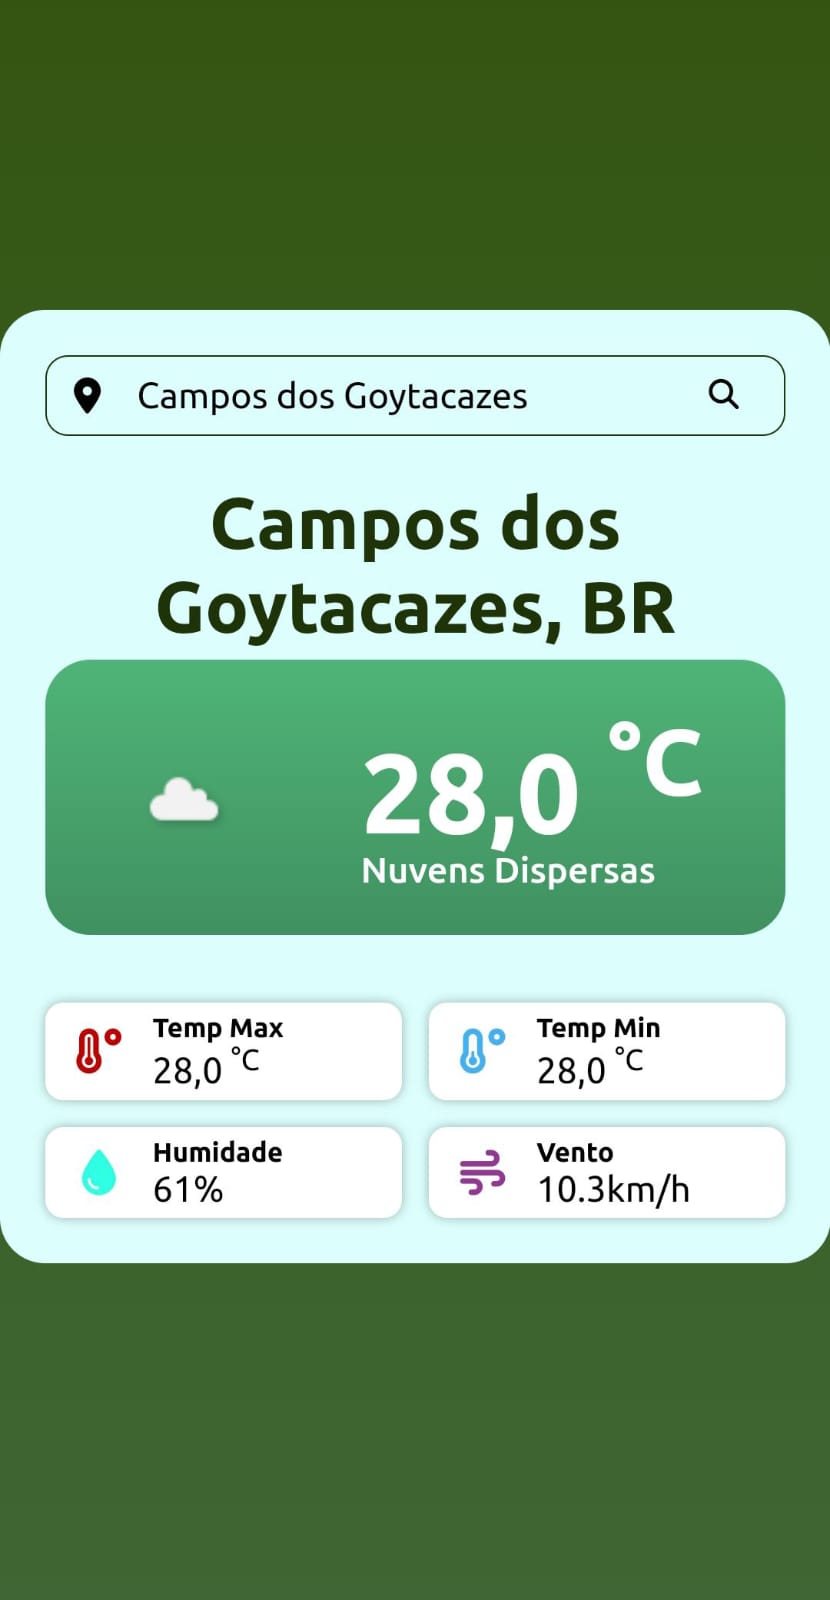 Campos dos Goytacazes
Campos dos
Goytacazes, BR
28,0 °C
Nuvens Dispersas
Temp Max
28,0 °C
Temp Min
28,0 °C
Humidade
61%
Vento
10.3km/h